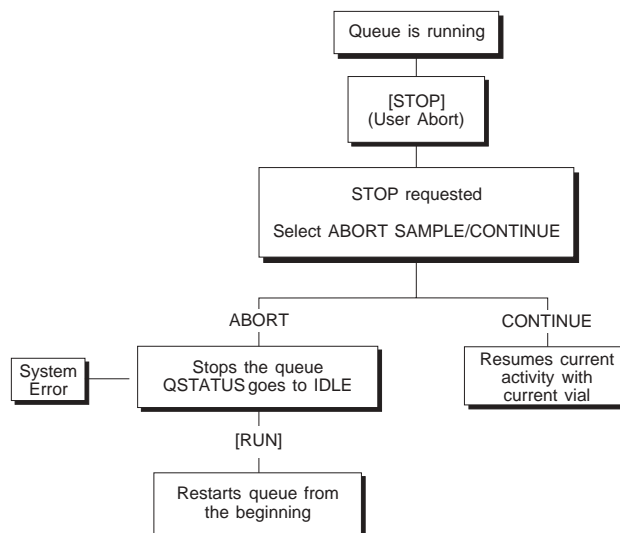 Queue is running
[STOP]
(User Abort)
STOP requested
Select ABORT SAMPLE/CONTINUE
ABORT
CONTINUE
System
Error
Stops the queue
QSTATUS goes to IDLE
Resumes current
activity with
current vial
[RUN]
Restarts queue from
the beginning